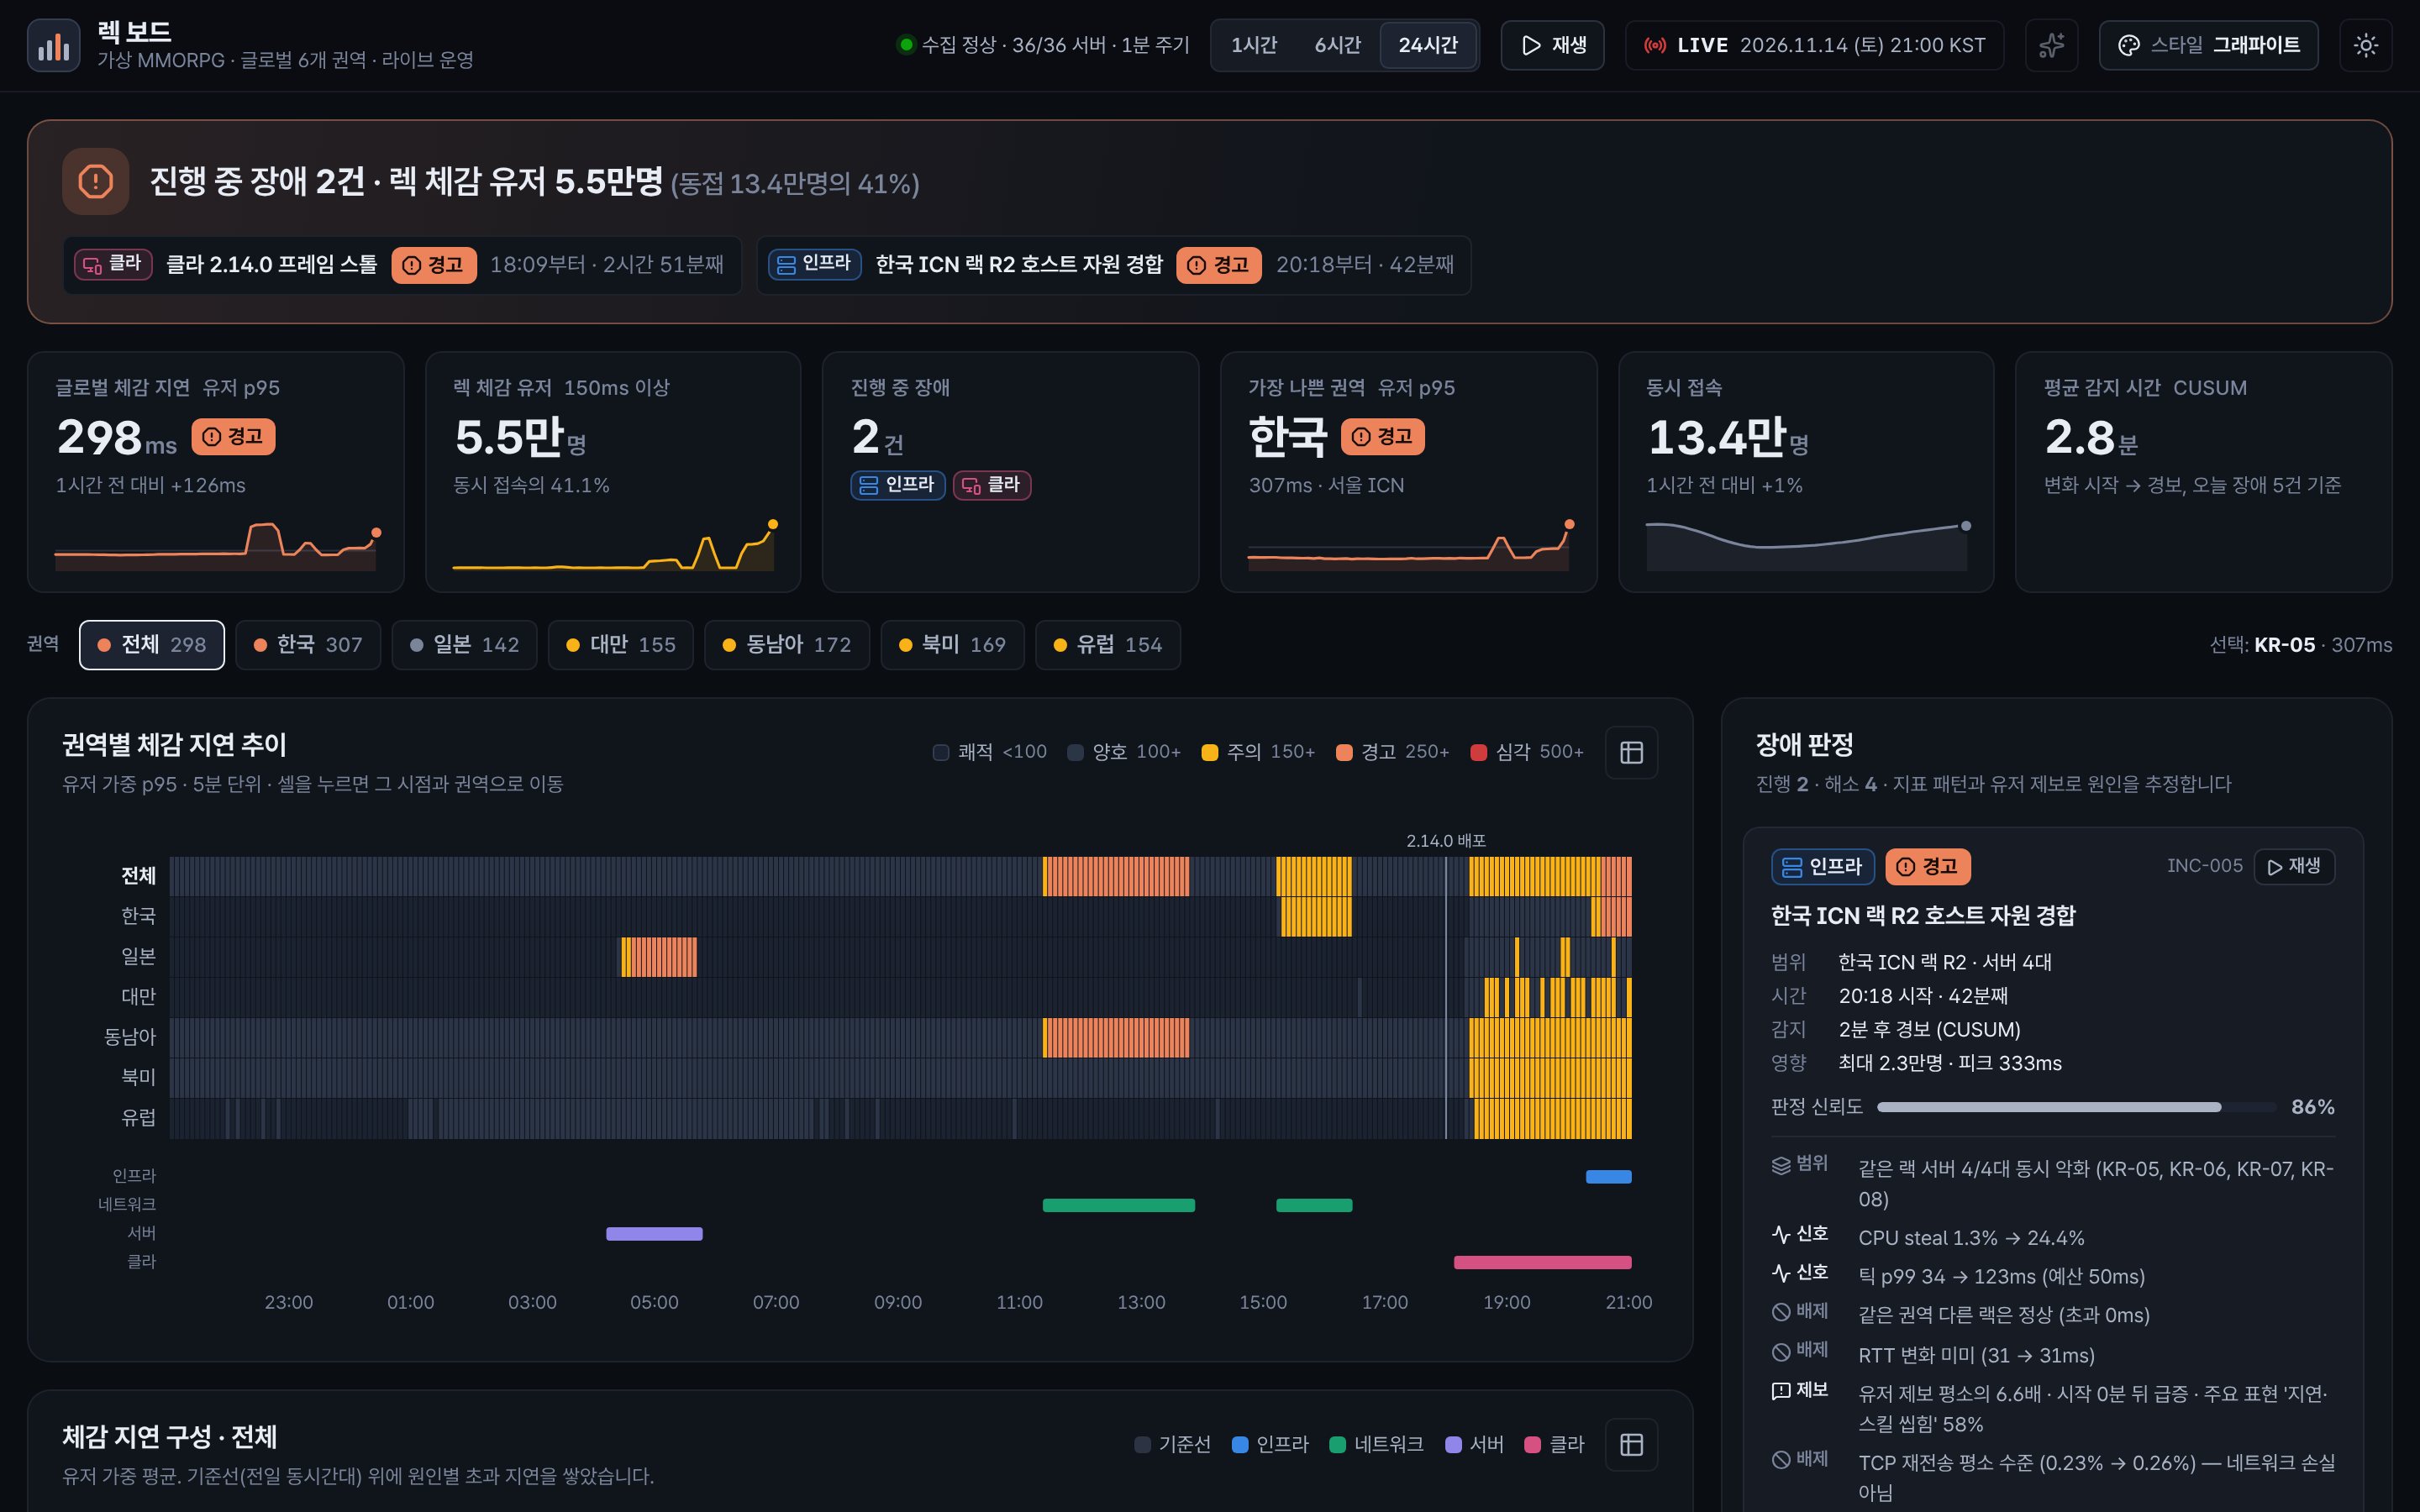 렉 보드
가상 MMORPG · 글로벌 6개 권역 · 라이브 운영
수집 정상 · 36/36 서버 · 1분 주기
1시간 6시간 24시간
재생
LIVE 2026.11.14 (토) 21:00 KST
스타일 그래파이트
진행 중 장애 2건 · 렉 체감 유저 5.5만명 (동접 13.4만명의 41%)
클라 클라 2.14.0 프레임 스톨 경고 18:09부터 · 2시간 51분째
인프라 한국 ICN 랙 R2 호스트 자원 경합 경고 20:18부터 · 42분째
글로벌 체감 지연 유저 p95
298ms 경고
1시간 전 대비 +126ms
렉 체감 유저 150ms 이상
5.5만명
동시 접속의 41.1%
진행 중 장애
2건
인프라 클라
가장 나쁜 권역 유저 p95
한국 경고
307ms · 서울 ICN
동시 접속
13.4만명
1시간 전 대비 +1%
평균 감지 시간 CUSUM
2.8분
변화 시작 → 경보, 오늘 장애 5건 기준
권역 전체 298 한국 307 일본 142 대만 155 동남아 172 북미 169 유럽 154
선택: KR-05 · 307ms
권역별 체감 지연 추이
유저 가중 p95 · 5분 단위 · 셀을 누르면 그 시점과 권역으로 이동
쾌적 <100 양호 100+ 주의 150+ 경고 250+ 심각 500+
2.14.0 배포
전체
한국
일본
대만
동남아
북미
유럽
인프라
네트워크
서버
클라
23:00 01:00 03:00 05:00 07:00 09:00 11:00 13:00 15:00 17:00 19:00 21:00
체감 지연 구성 · 전체
유저 가중 평균. 기준선(전일 동시간대) 위에 원인별 초과 지연을 쌓았습니다.
기준선 인프라 네트워크 서버 클라
장애 판정
진행 2 · 해소 4 · 지표 패턴과 유저 제보로 원인을 추정합니다
인프라 경고 INC-005 재생
한국 ICN 랙 R2 호스트 자원 경합
범위 한국 ICN 랙 R2 · 서버 4대
시간 20:18 시작 · 42분째
감지 2분 후 경보 (CUSUM)
영향 최대 2.3만명 · 피크 333ms
판정 신뢰도 86%
범위 같은 랙 서버 4/4대 동시 악화 (KR-05, KR-06, KR-07, KR-
08)
신호 CPU steal 1.3% → 24.4%
신호 틱 p99 34 → 123ms (예산 50ms)
배제 같은 권역 다른 랙은 정상 (초과 0ms)
배제 RTT 변화 미미 (31 → 31ms)
제보 유저 제보 평소의 6.6배 · 시작 0분 뒤 급증 · 주요 표현 '지연·
스킬 씹힘' 58%
배제 TCP 재전송 평소 수준 (0.23% → 0.26%) — 네트워크 손실
아님